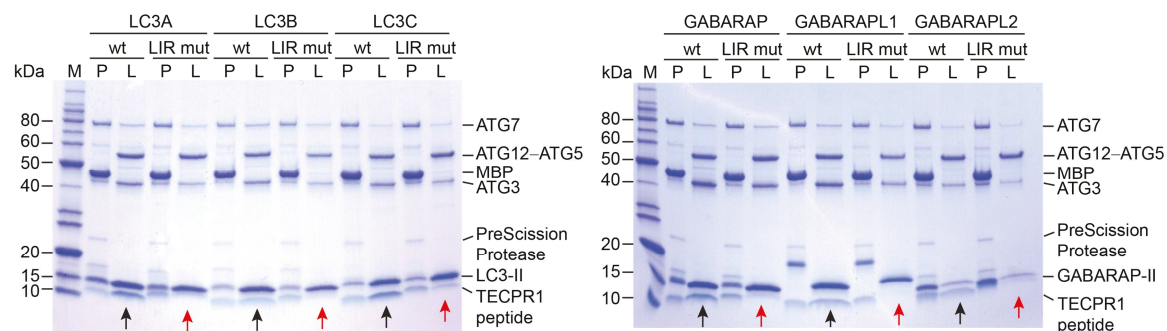 LC3A LC3B LC3C
wt LIR mut wt LIR mut wt LIR mut
kDa M P L P L P L P L P L P L
80
60
50
40
20
15
10
ATG7
ATG12–ATG5
MBP
ATG3
PreScission
Protease
LC3-II
TECPR1
peptide
GABARAP GABARAPL1 GABARAPL2
wt LIR mut wt LIR mut wt LIR mut
kDa M P L P L P L P L P L P L
80
60
50
40
20
15
10
ATG7
ATG12–ATG5
MBP
ATG3
PreScission
Protease
GABARAP-II
TECPR1
peptide